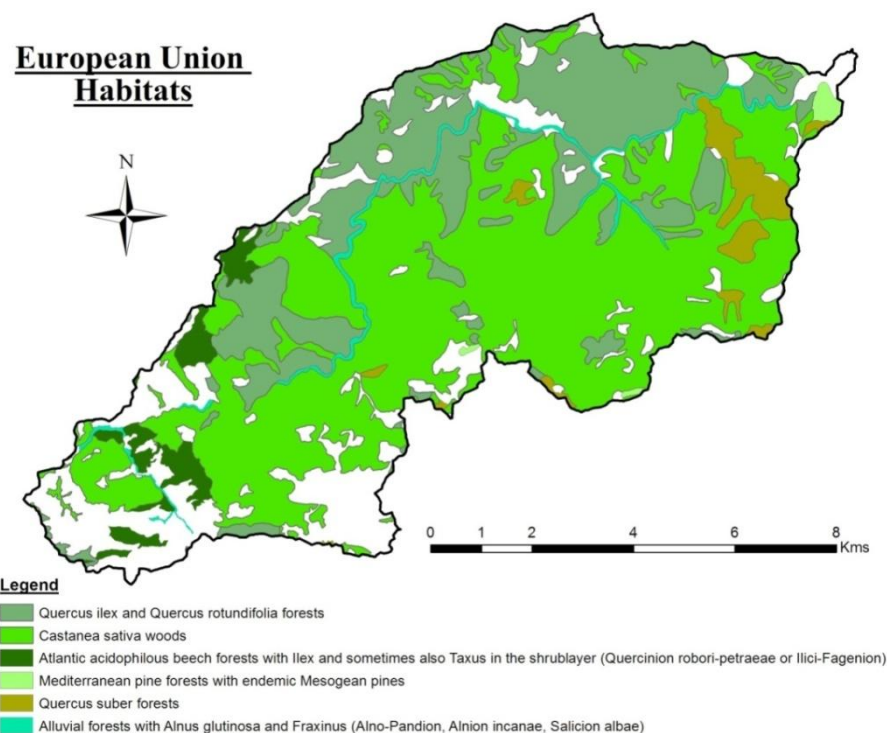 European Union
Habitats
N
0 1 2 4 6 8
Kms
Legend
Quercus ilex and Quercus rotundifolia forests
Castanea sativa woods
Atlantic acidophilous beech forests with Ilex and sometimes also Taxus in the shrublayer (Quercinion robori-petraeae or Ilici-Fagenion)
Mediterranean pine forests with endemic Mesogean pines
Quercus suber forests
Alluvial forests with Alnus glutinosa and Fraxinus (Alno-Pandion, Alnion incanae, Salicion albae)